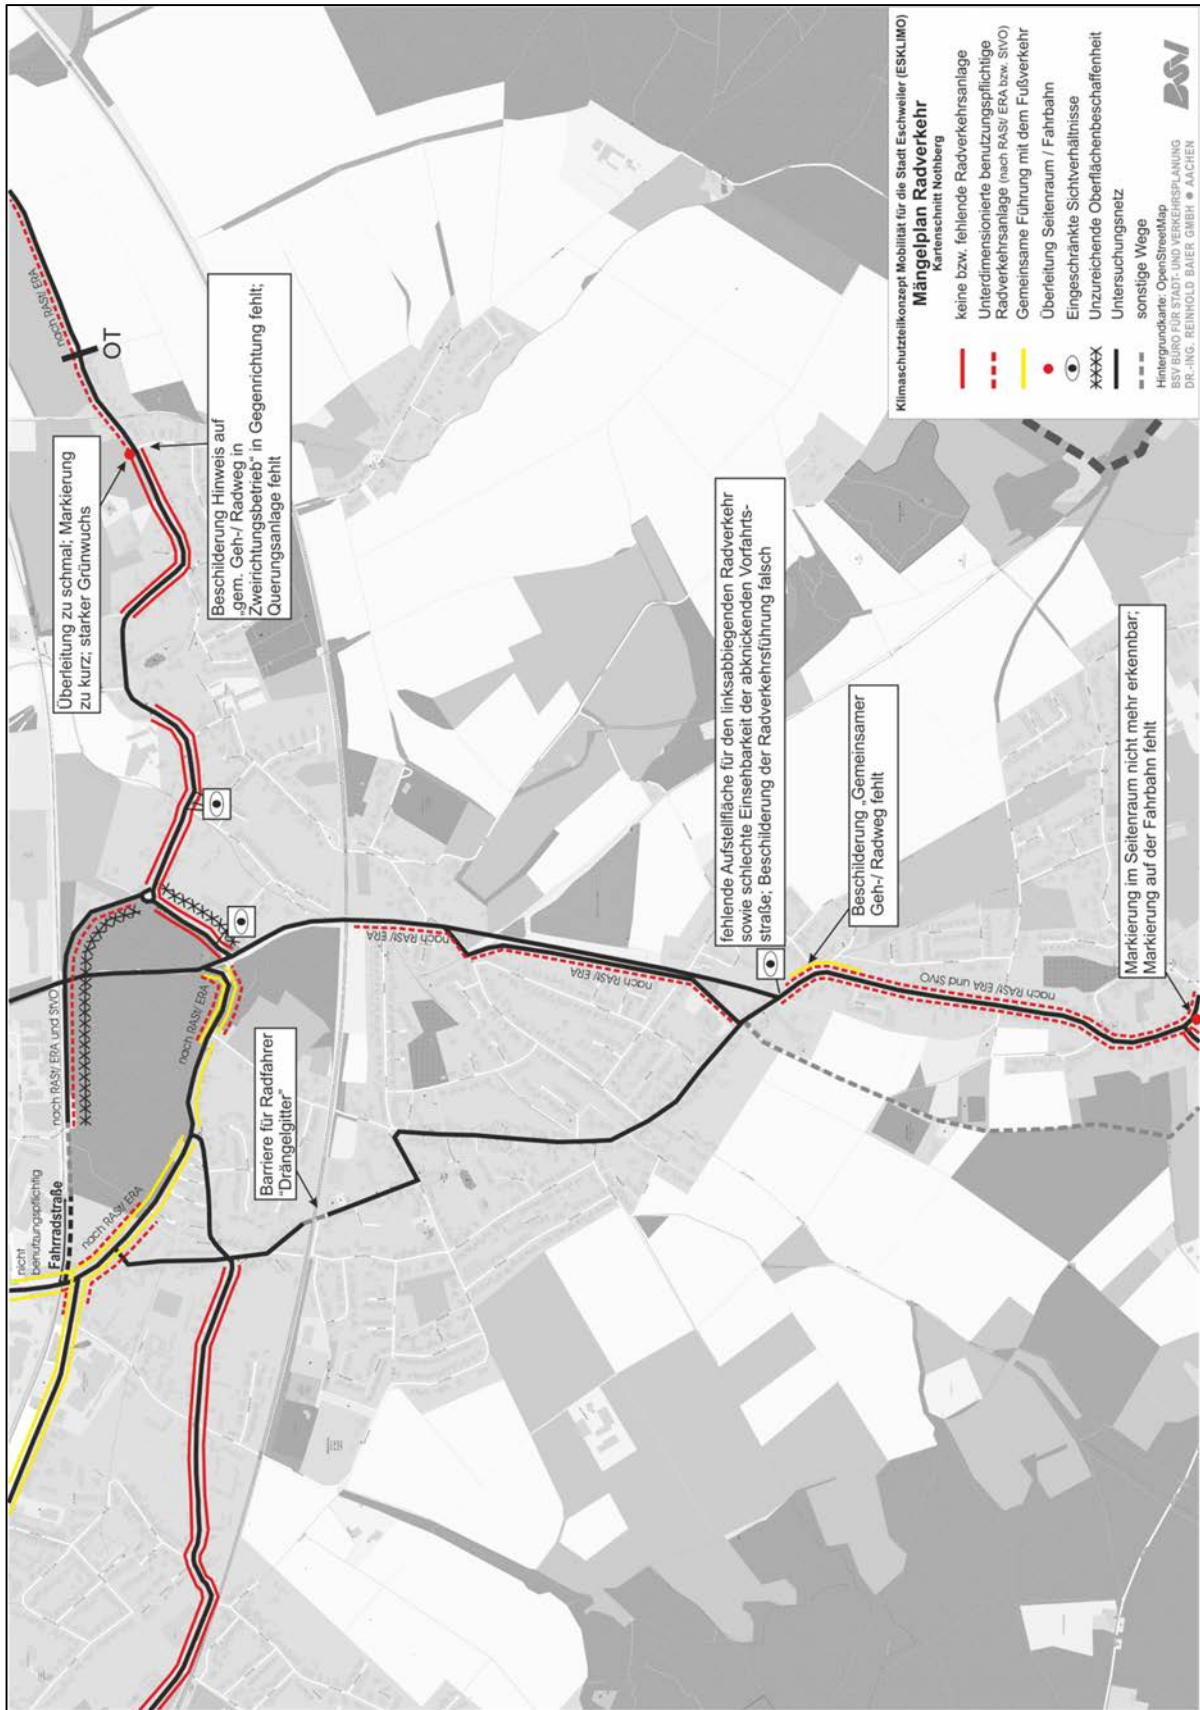 nicht
benutzungspflichtig
Fahrradstraße
nach RASt/ ERA
nach RASt/ ERA und StVO
nach RASt/ ERA
Barriere für Radfahrer
"Drängelgitter"
Überleitung zu schmal; Markierung
zu kurz; starker Grünwuchs
nach RASt/ ERA
OT
Beschilderung Hinweis auf
„gem. Geh-/ Radweg in
Zweirichtungsbetrieb" in Gegenrichtung fehlt;
Querungsanlage fehlt
nach RASt/ ERA
nach RASt/ ERA
fehlende Aufstellfläche für den linksabbiegenden Radverkehr
sowie schlechte Einsehbarkeit der abknickenden Vorfahrts-
straße; Beschilderung der Radverkehrsführung falsch
Beschilderung „Gemeinsamer
Geh-/ Radweg fehlt
nach RASt/ ERA und StVO
Markierung im Seitenraum nicht mehr erkennbar;
Markierung auf der Fahrbahn fehlt
Klimaschutzteilkonzept Mobilität für die Stadt Eschweiler (ESKLIMO)
Mängelplan Radverkehr
Kartenschnitt Nothberg
keine bzw. fehlende Radverkehrsanlage
Unterdimensionierte benutzungspflichtige
Radverkehrsanlage (nach RASt/ ERA bzw. StVO)
Gemeinsame Führung mit dem Fußverkehr
Überleitung Seitenraum / Fahrbahn
Eingeschränkte Sichtverhältnisse
XXXX Unzureichende Oberflächenbeschaffenheit
Untersuchungsnetz
sonstige Wege
Hintergrundkarte: OpenStreetMap
BSV BÜRO FÜR STADT- UND VERKEHRSPLANUNG
DR.-ING. REINHOLD BAIER GMBH ● AACHEN
BSV